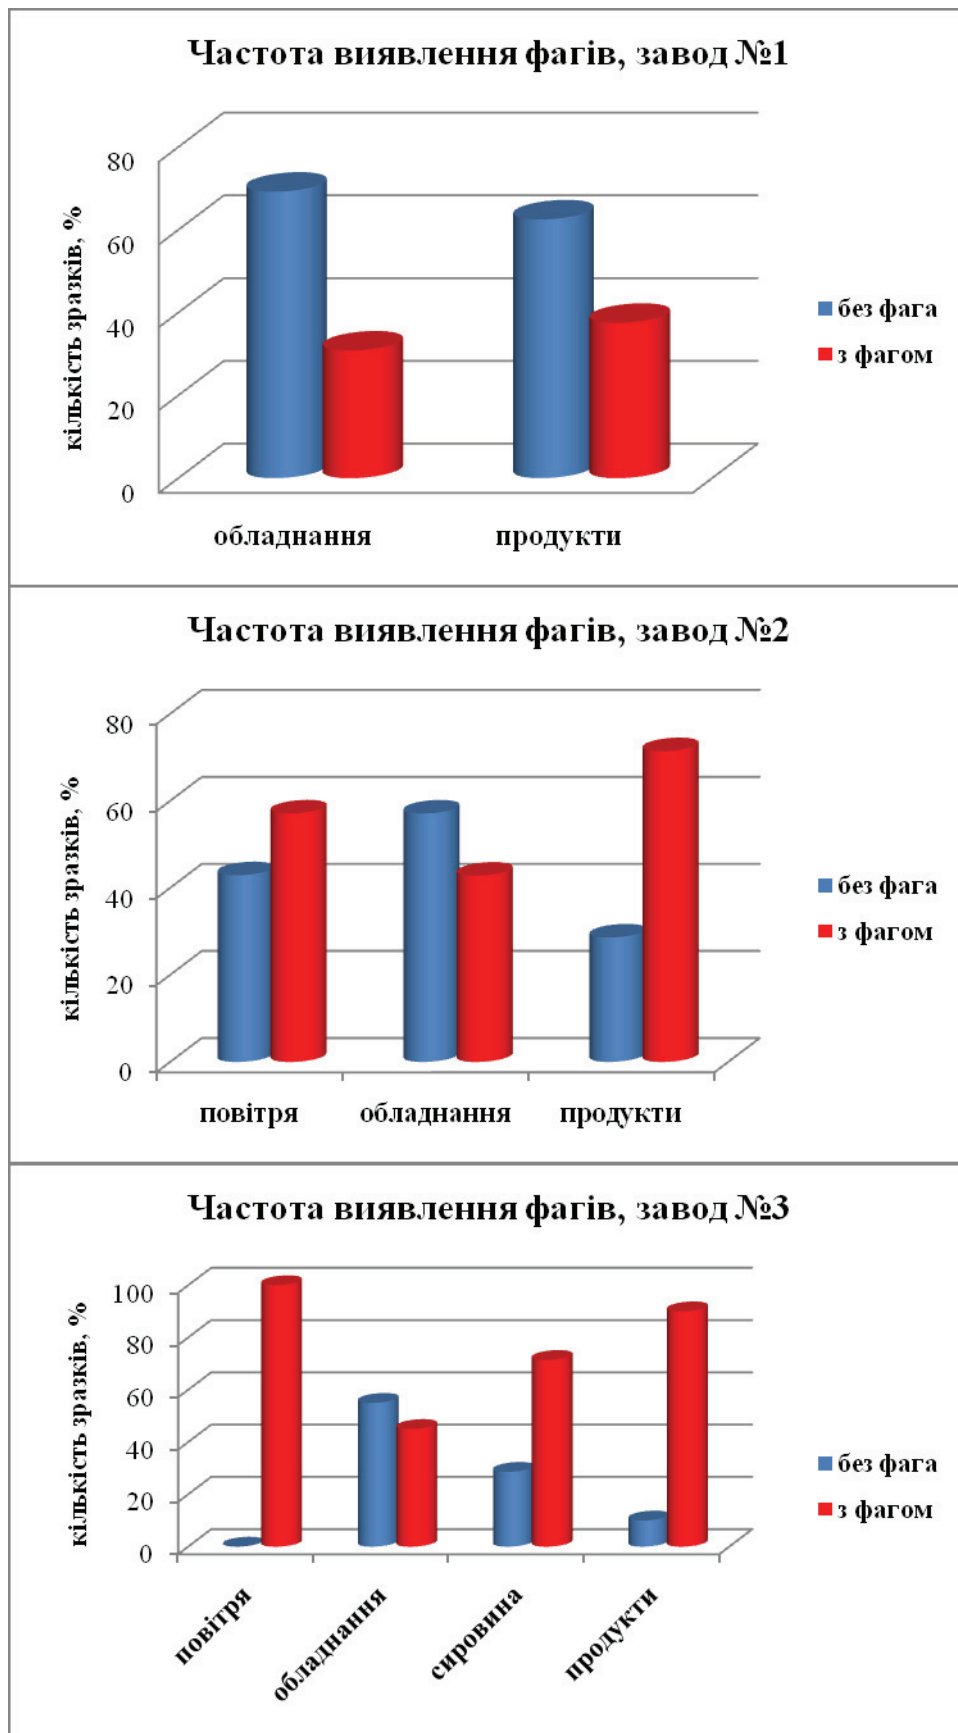 Частота виявлення фагів, завод №1
кількість зразків, %
80
60
40
20
0
обладнання
продукти
без фага
з фагом
Частота виявлення фагів, завод №2
кількість зразків, %
80
60
40
20
0
повітря
обладнання
продукти
без фага
з фагом
Частота виявлення фагів, завод №3
кількість зразків, %
100
80
60
40
20
0
повітря
обладнання
сировина
продукти
без фага
з фагом